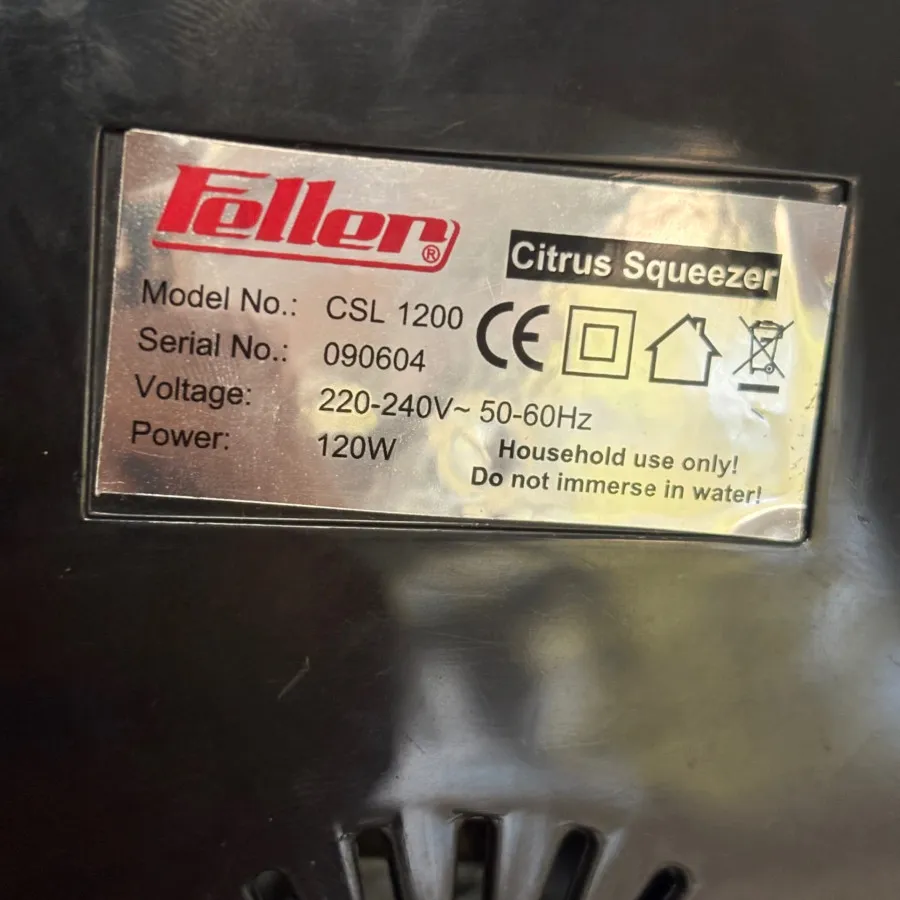 Feller®
Citrus Squeezer
Model No.: CSL 1200
Serial No.: 090604
CE
Voltage: 220-240V~ 50-60Hz
Power: 120W
Household use only!
Do not immerse in water!